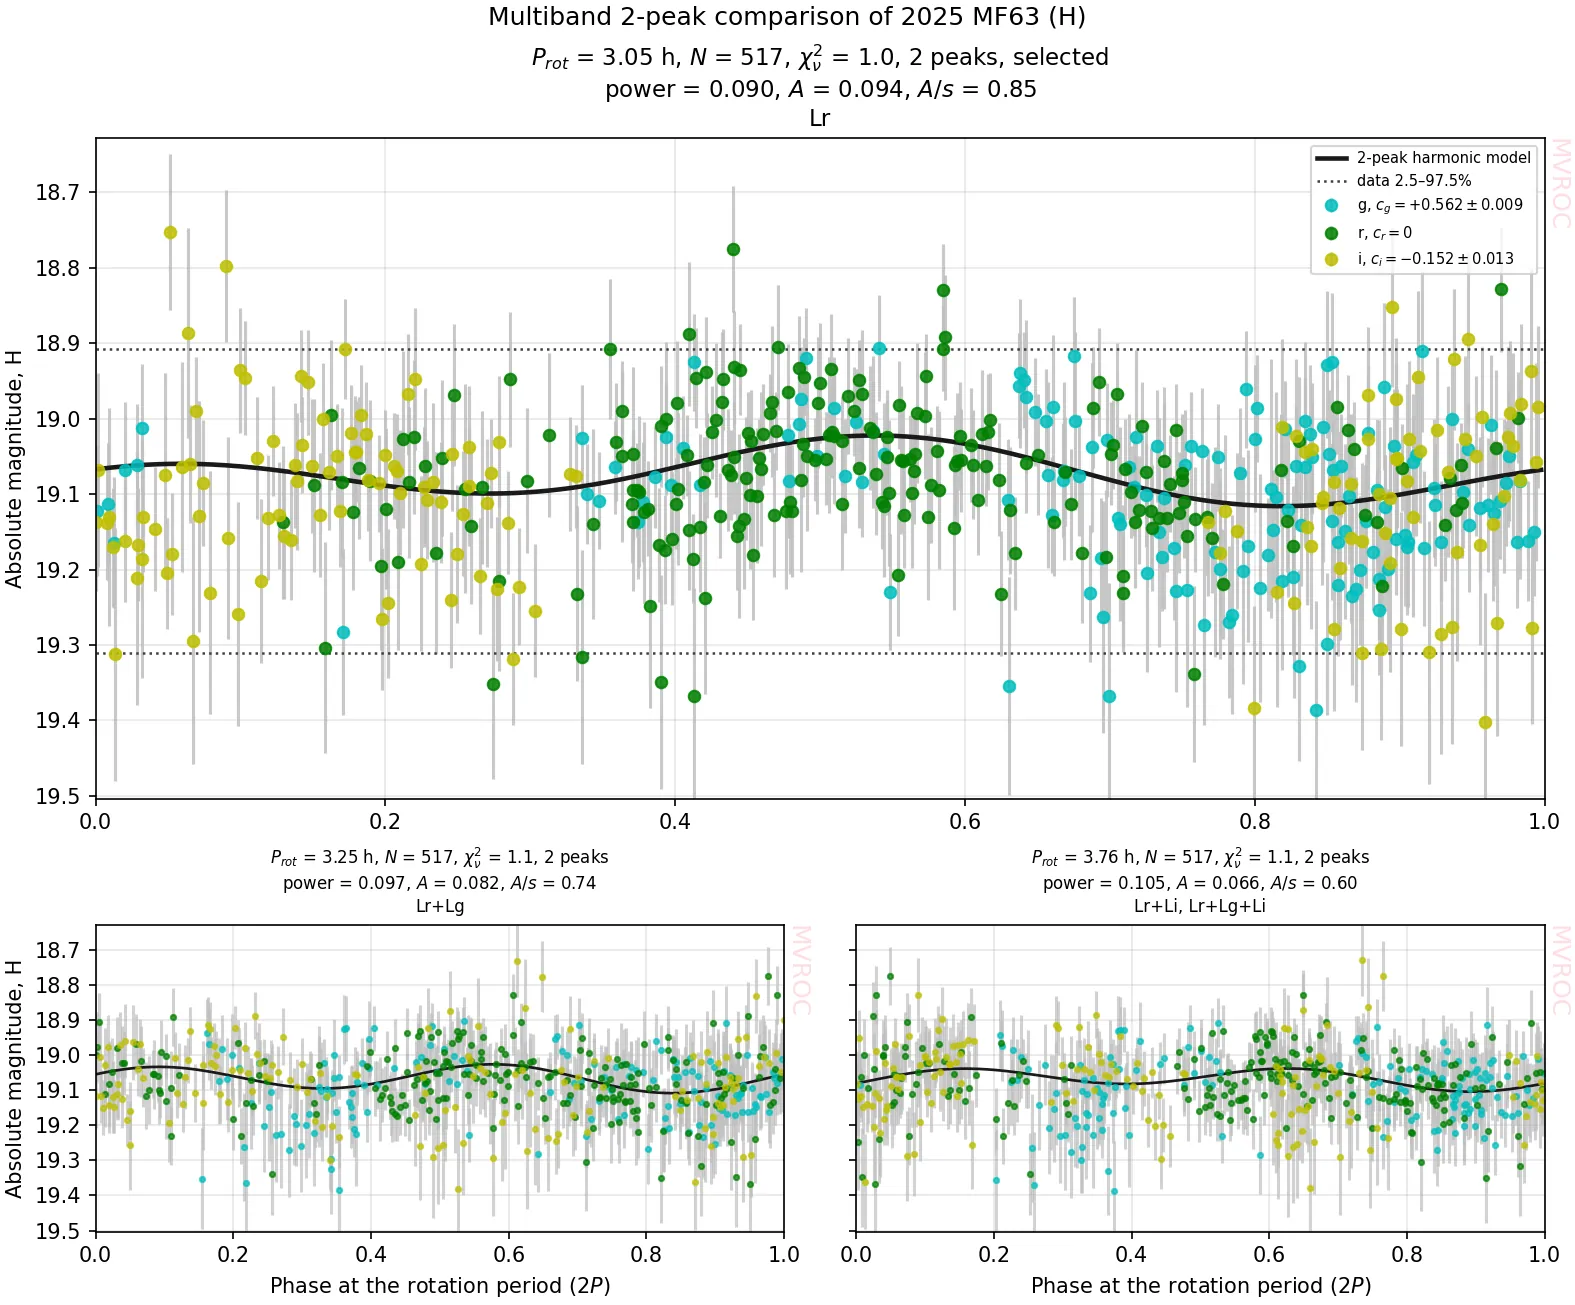 Multiband 2-peak comparison of 2025 MF63 (H)
P_rot = 3.05 h, N = 517, χ²_ν = 1.0, 2 peaks, selected
power = 0.090, A = 0.094, A/s = 0.85
Lr
MVROC
2-peak harmonic model
data 2.5–97.5%
g, c_g = +0.562 ± 0.009
r, c_r = 0
i, c_i = −0.152 ± 0.013
Absolute magnitude, H
18.7
18.8
18.9
19.0
19.1
19.2
19.3
19.4
19.5
0.0 0.2 0.4 0.6 0.8 1.0
P_rot = 3.25 h, N = 517, χ²_ν = 1.1, 2 peaks
power = 0.097, A = 0.082, A/s = 0.74
Lr+Lg
MVROC
Absolute magnitude, H
18.7
18.8
18.9
19.0
19.1
19.2
19.3
19.4
19.5
0.0 0.2 0.4 0.6 0.8 1.0
Phase at the rotation period (2P)
P_rot = 3.76 h, N = 517, χ²_ν = 1.1, 2 peaks
power = 0.105, A = 0.066, A/s = 0.60
Lr+Li, Lr+Lg+Li
MVROC
0.0 0.2 0.4 0.6 0.8 1.0
Phase at the rotation period (2P)